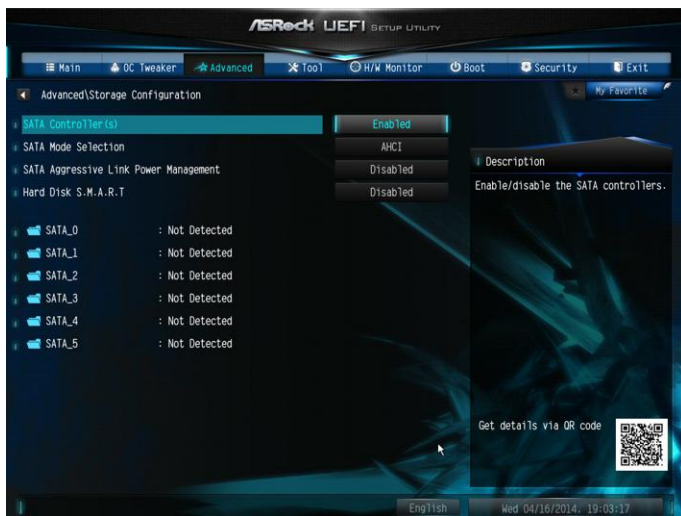 ASRock UEFI SETUP UTILITY
Main OC Tweaker Advanced Tool H/W Monitor Boot Security Exit
Advanced\Storage Configuration
My Favorite
SATA Controller(s) Enabled
SATA Mode Selection AHCI
SATA Aggressive Link Power Management Disabled
Hard Disk S.M.A.R.T Disabled
SATA_0 : Not Detected
SATA_1 : Not Detected
SATA_2 : Not Detected
SATA_3 : Not Detected
SATA_4 : Not Detected
SATA_5 : Not Detected
Description
Enable/disable the SATA controllers.
Get details via QR code
English
Wed 04/16/2014. 19:03:17